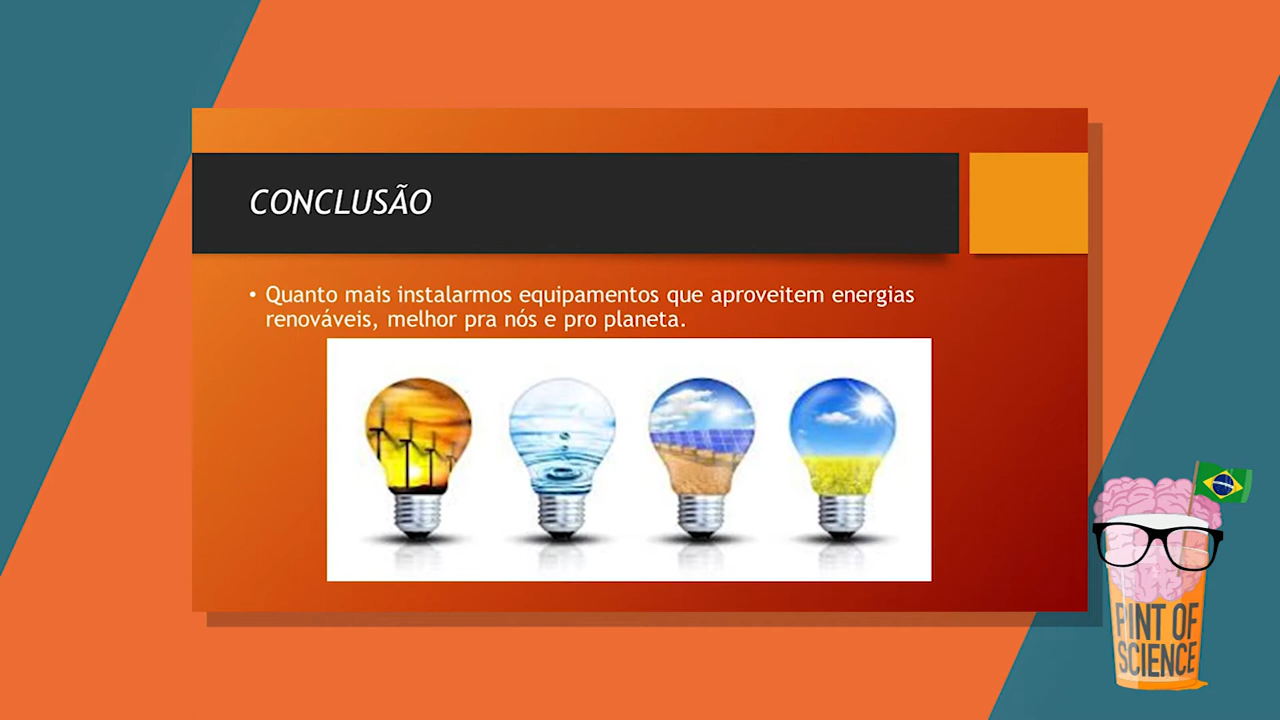 CONCLUSÃO
• Quanto mais instalarmos equipamentos que aproveitem energias
renováveis, melhor pra nós e pro planeta.
PINT OF
SCIENCE